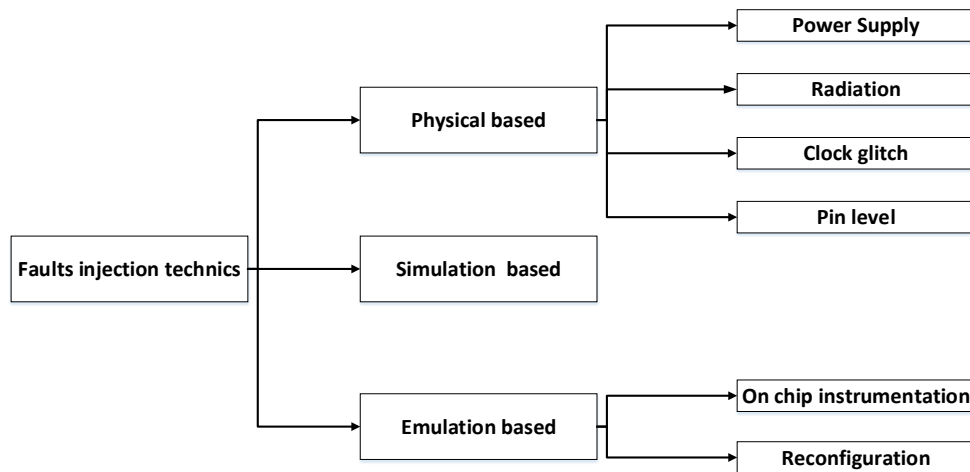 Power Supply
Radiation
Physical based
Clock glitch
Pin level
Faults injection technics
Simulation based
On chip instrumentation
Emulation based
Reconfiguration